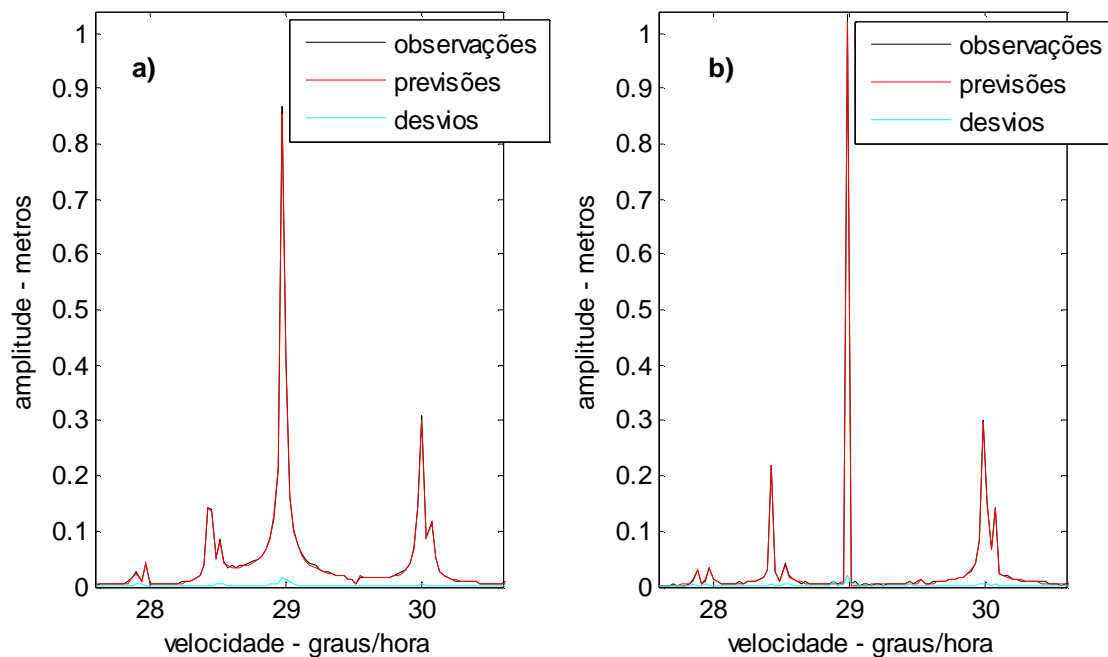 a)
observações
previsões
desvios
1
0.9
0.8
0.7
0.6
0.5
0.4
0.3
0.2
0.1
0
amplitude - metros
28 29 30
velocidade - graus/hora
b)
observações
previsões
desvios
1
0.9
0.8
0.7
0.6
0.5
0.4
0.3
0.2
0.1
0
amplitude - metros
28 29 30
velocidade - graus/hora